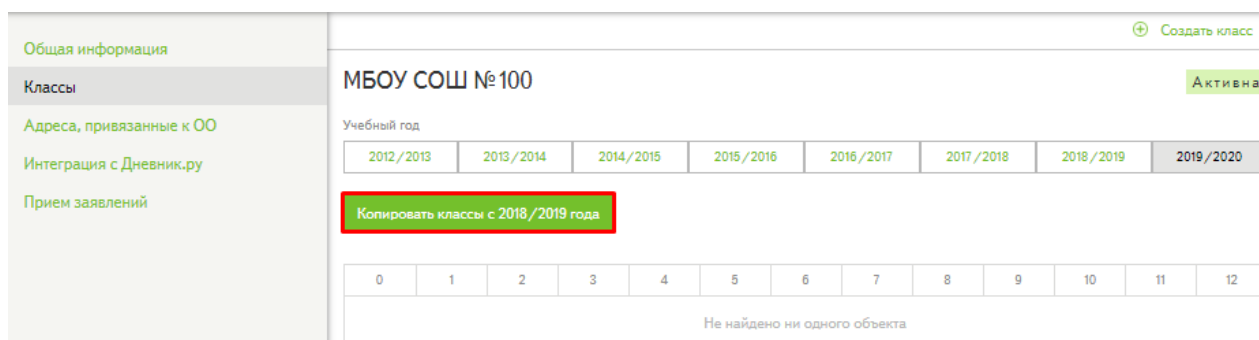 Общая информация
Классы
Адреса, привязанные к ОО
Интеграция с Дневник.ру
Прием заявлений
Создать класс
МБОУ СОШ №100
Активна
Учебный год
2012/2013 2013/2014 2014/2015 2015/2016 2016/2017 2017/2018 2018/2019 2019/2020
Копировать классы с 2018/2019 года
0 1 2 3 4 5 6 7 8 9 10 11 12
Не найдено ни одного объекта